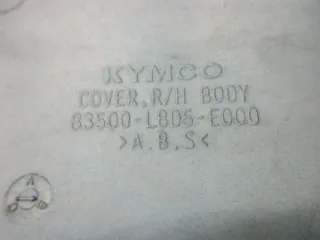 KYMCO
COVER,R/H BODY
83500-LBD5-E000
>A.B.S<